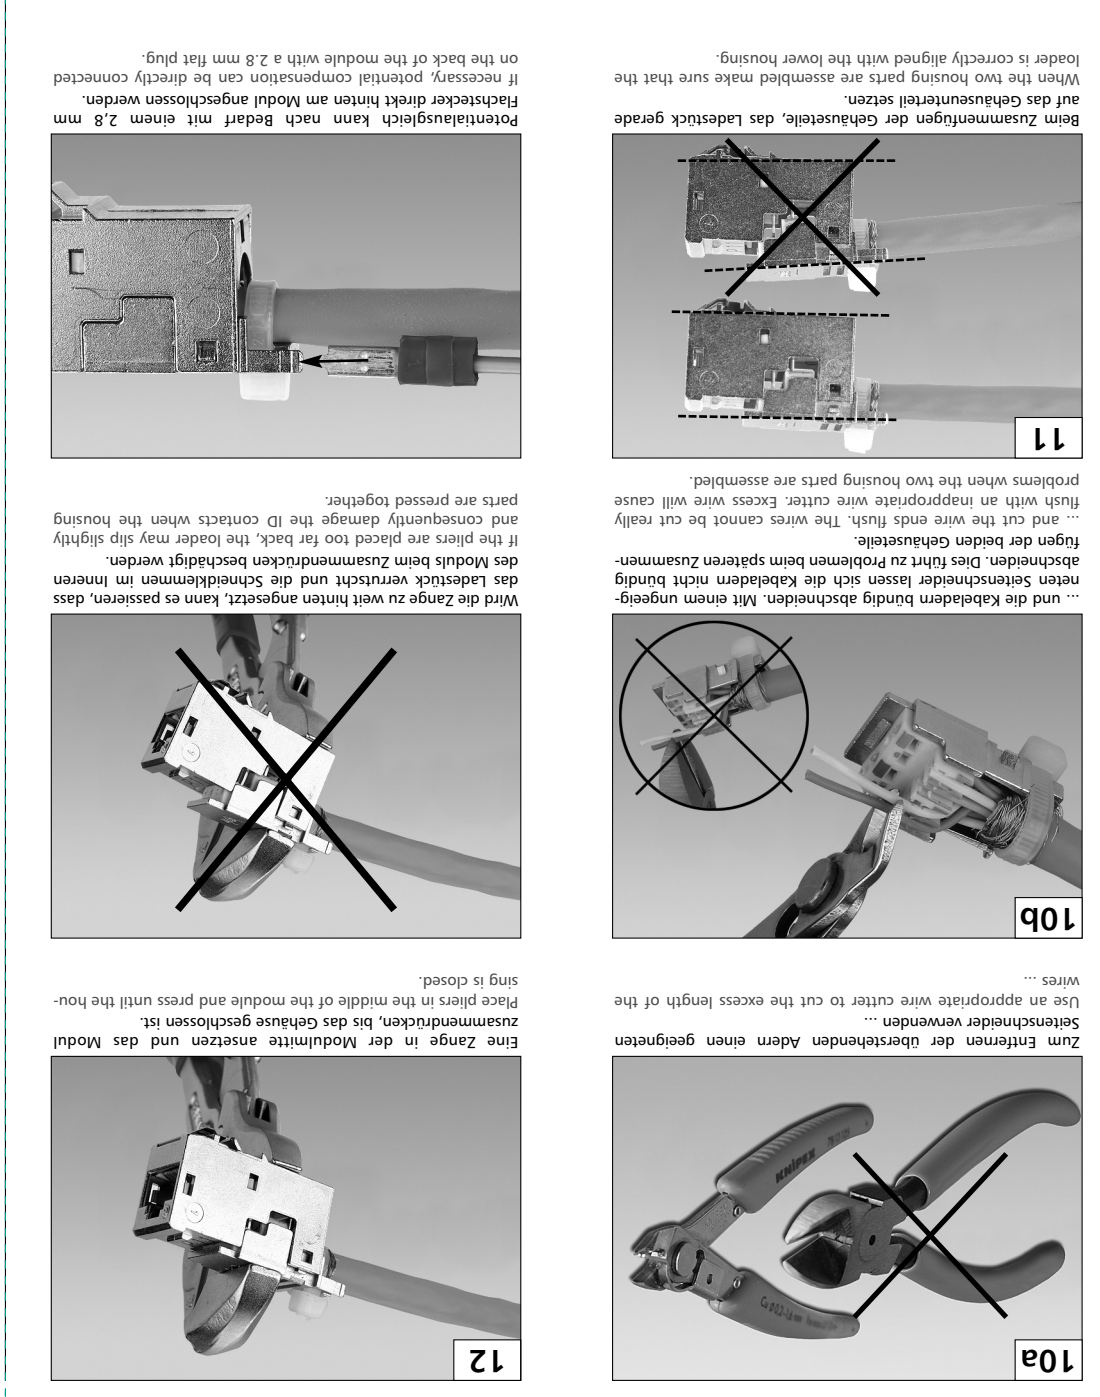 10a
KNIPEX
Zum Entfernen der überstehenden Adern einen geeigneten
Seitenschneider verwenden ...
Use an appropriate wire cutter to cut the excess length of the
wires ...
10b
... und die Kabeladern bündig abschneiden. Mit einem ungeeig-
neten Seitenschneider lassen sich die Kabeladern nicht bündig
abschneiden. Dies führt zu Problemen beim späteren Zusammen-
fügen der beiden Gehäuseteile.
... and cut the wire ends flush. The wires cannot be cut really
flush with an inappropriate wire cutter. Excess wire will cause
problems when the two housing parts are assembled.
11
Beim Zusammenfügen der Gehäuseteile, das Ladestück gerade
auf das Gehäuseunterteil setzen.
When the two housing parts are assembled make sure that the
loader is correctly aligned with the lower housing.
12
Eine Zange in der Modulmitte ansetzen und das Modul
zusammendrücken, bis das Gehäuse geschlossen ist.
Place pliers in the middle of the module and press until the hou-
sing is closed.
Wird die Zange zu weit hinten angesetzt, kann es passieren, dass
das Ladestück verrutscht und die Schneidklemmen im Inneren
des Moduls beim Zusammendrücken beschädigt werden.
If the pliers are placed too far back, the loader may slip slightly
and consequently damage the ID contacts when the housing
parts are pressed together.
Potentialausgleich kann nach Bedarf mit einem 2,8 mm
Flachstecker direkt hinten am Modul angeschlossen werden.
If necessary, potential compensation can be directly connected
on the back of the module with a 2.8 mm flat plug.